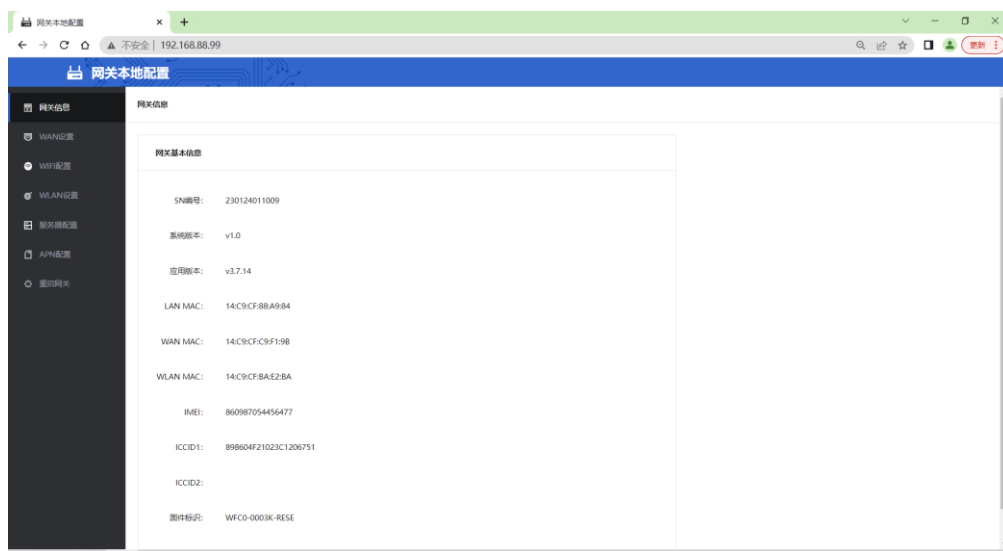 网关本地配置
不安全 | 192.168.88.99
更新
网关本地配置
网关信息
WAN设置
WIFI配置
WLAN设置
服务器配置
APN配置
重启网关
网关信息
网关基本信息
SN编号: 230124011009
系统版本: v1.0
应用版本: v3.7.14
LAN MAC: 14:C9:CF:88:A9:84
WAN MAC: 14:C9:CF:C9:F1:9B
WLAN MAC: 14:C9:CF:BA:E2:BA
IMEI: 860987054456477
ICCID1: 898604F21023C1206751
ICCID2:
固件标识: WFC0-0003K-RESE